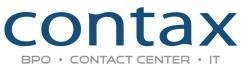 contax
BPO • CONTACT CENTER • IT